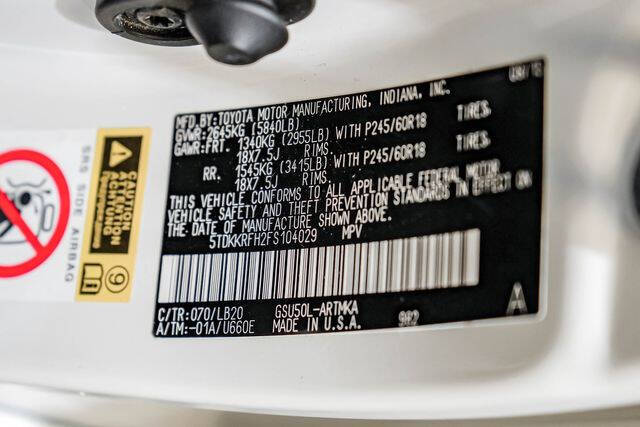 MFD.BY:TOYOTA MOTOR MANUFACTURING, INDIANA, INC.
GVWR:2645KG (5840LB)
GAWR:FRT. 1340KG (2955LB) WITH P245/60R18 TIRES.
18X7.5J RIMS.
RR. 1545KG (3415LB) WITH P245/60R18 TIRES.
18X7.5J RIMS.
THIS VEHICLE CONFORMS TO ALL APPLICABLE FEDERAL MOTOR
VEHICLE SAFETY AND THEFT PREVENTION STANDARDS IN EFFECT ON
THE DATE OF MANUFACTURE SHOWN ABOVE.
5TDKKRFH2FS104029 MPV
C/TR:070/LB20 GSU50L-ARTMKA
A/TM:-01A/U660E MADE IN U.S.A. 982
A
SRS SIDE AIRBAG
CAUTION
ATTENTION
ACHTUNG